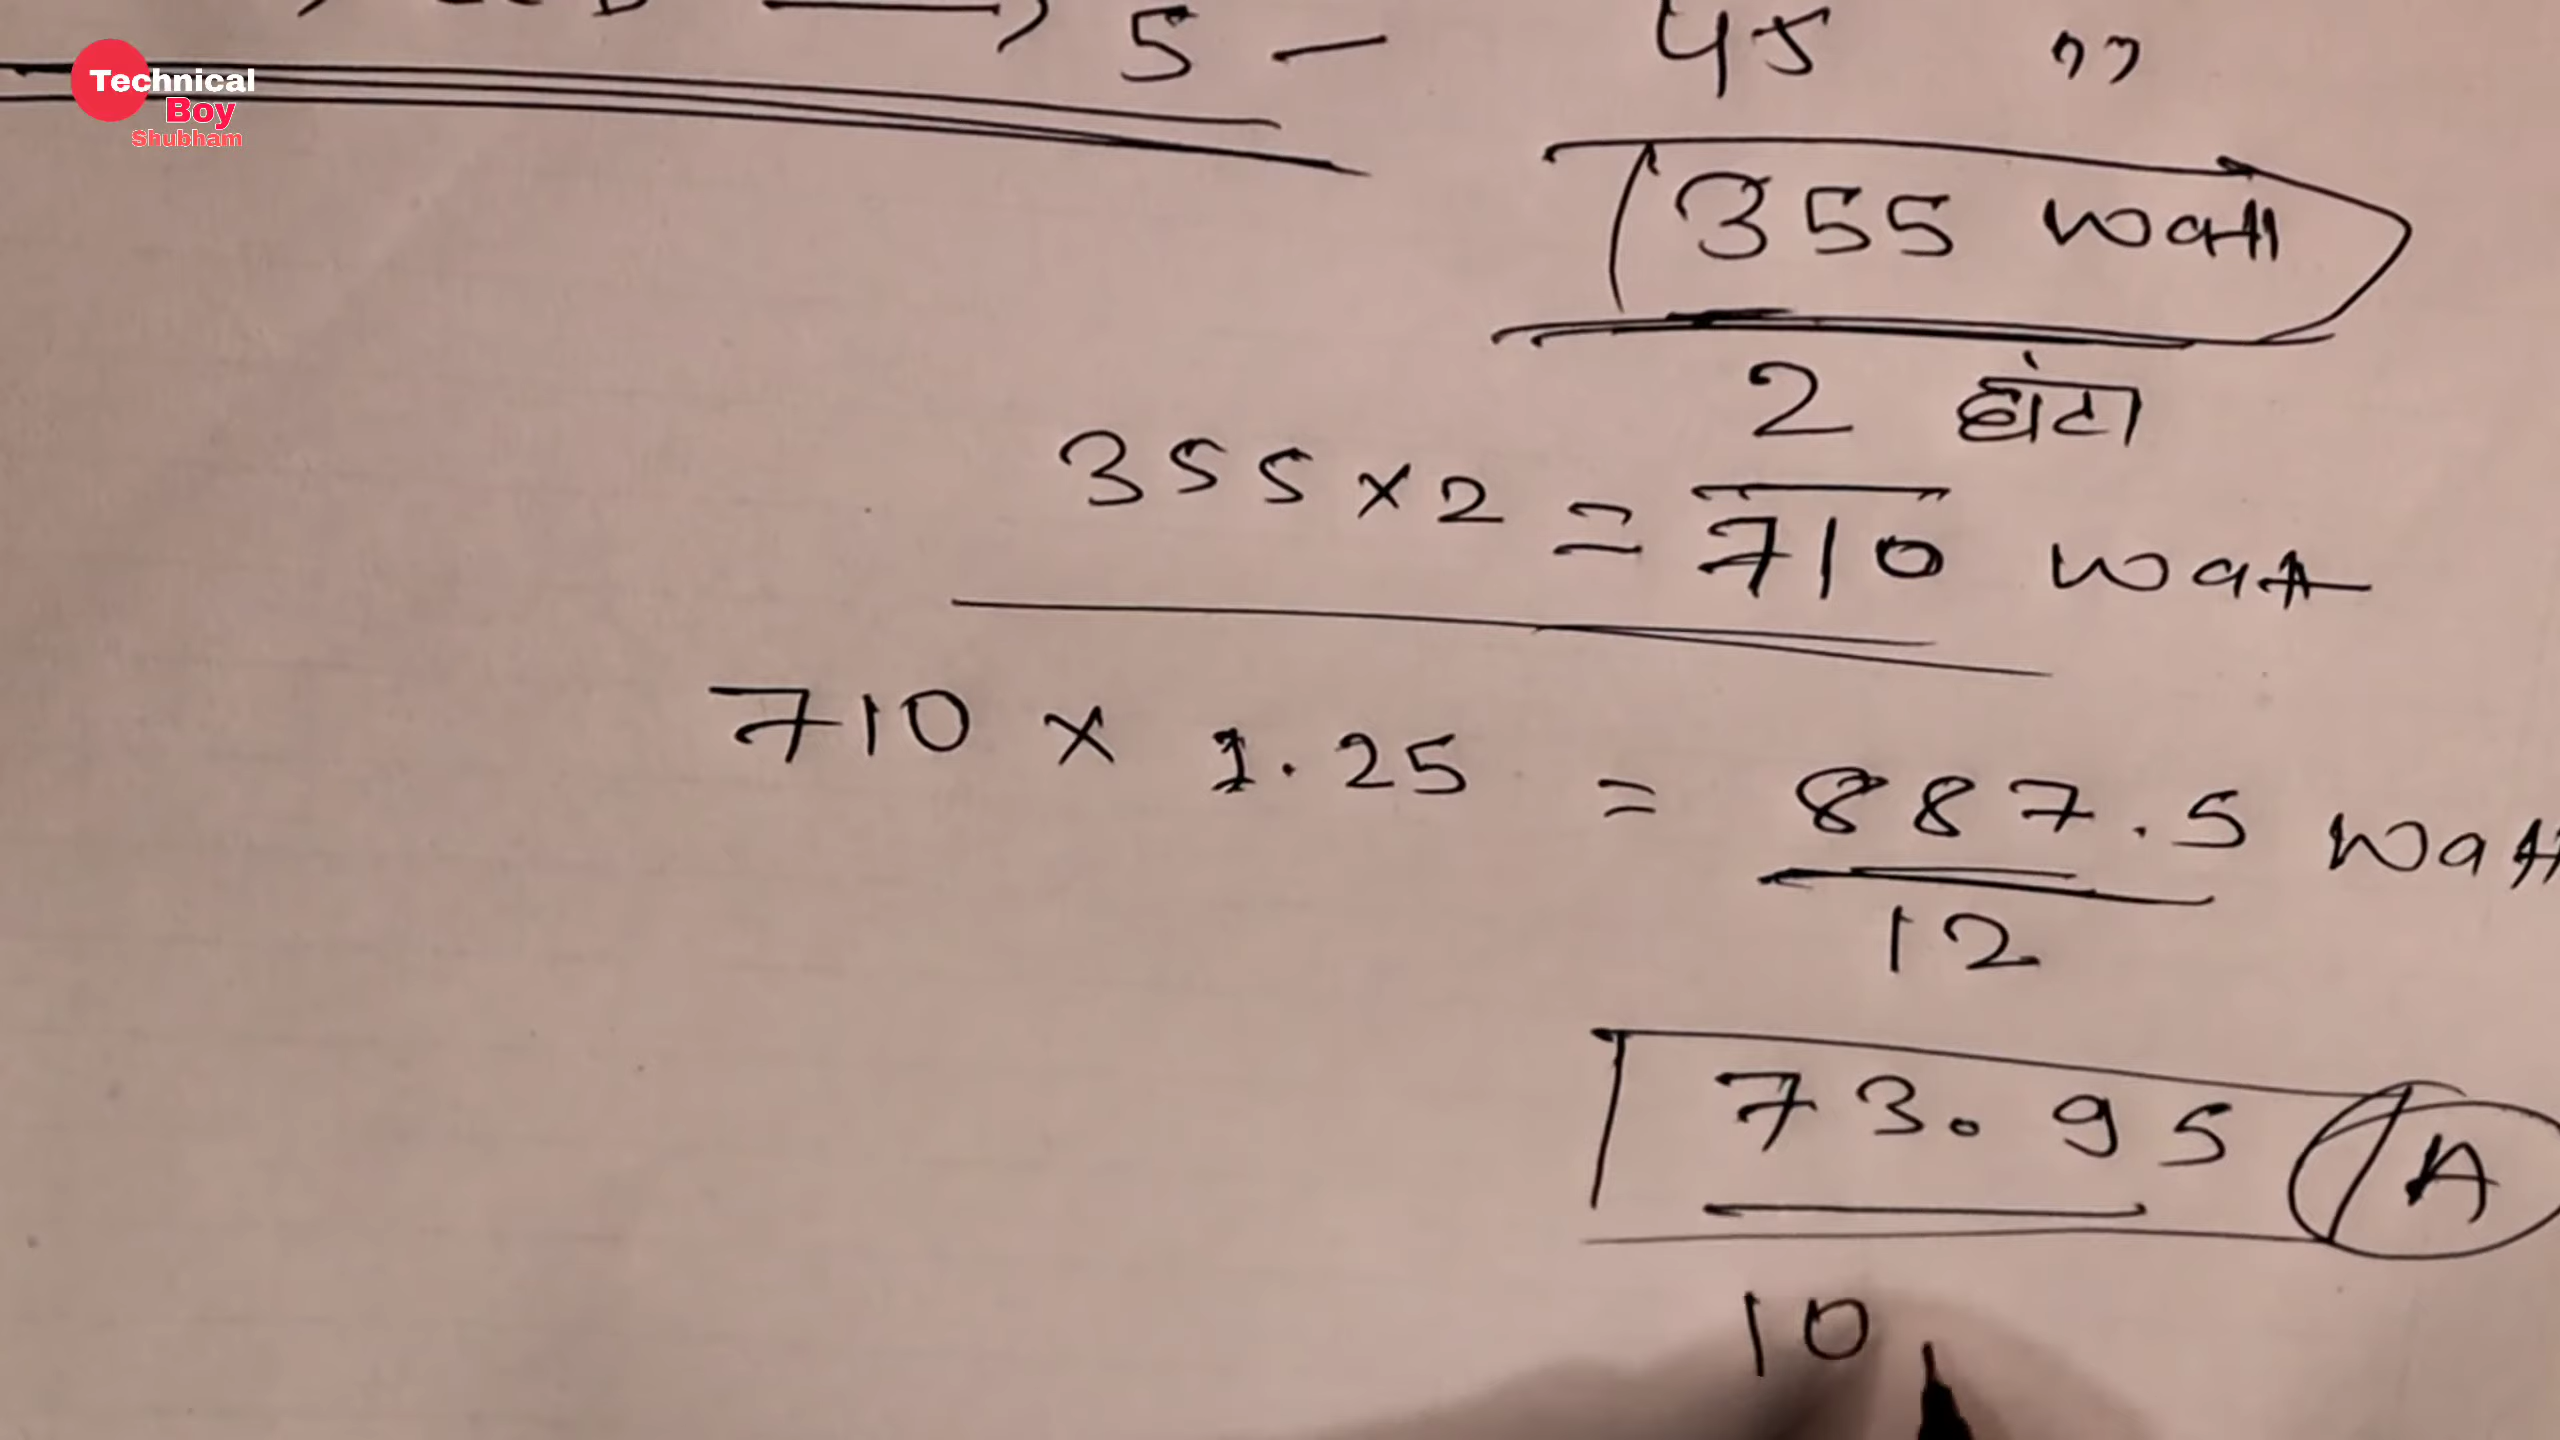 Technical
Boy
Shubham
5 — 45 ,,
355 Watt
2 घंटा
355 × 2 = 710 Watt
710 × 1.25 = 887.5 Watt
12
73.95 A
10